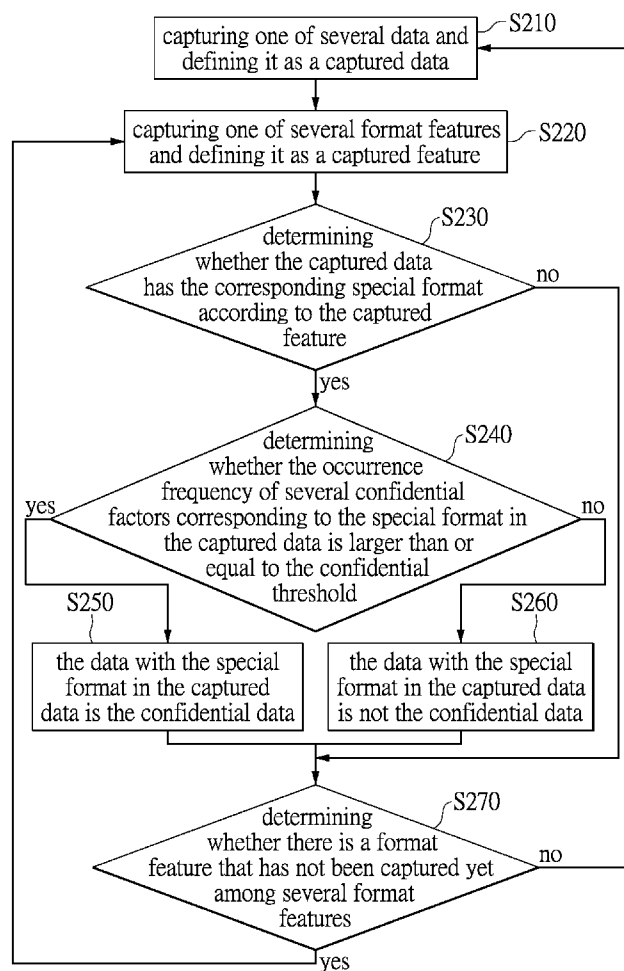 S210
capturing one of several data and
defining it as a captured data
capturing one of several format features
and defining it as a captured feature
S220
S230
determining
whether the captured data
has the corresponding special format
according to the captured
feature
no
yes
S240
determining
whether the occurrence
frequency of several confidential
factors corresponding to the special format in
the captured data is larger than or
equal to the confidential
threshold
yes
no
S250
the data with the special
format in the captured
data is the confidential data
S260
the data with the special
format in the captured data
is not the confidential data
S270
determining
whether there is a format
feature that has not been captured yet
among several format
features
no
yes